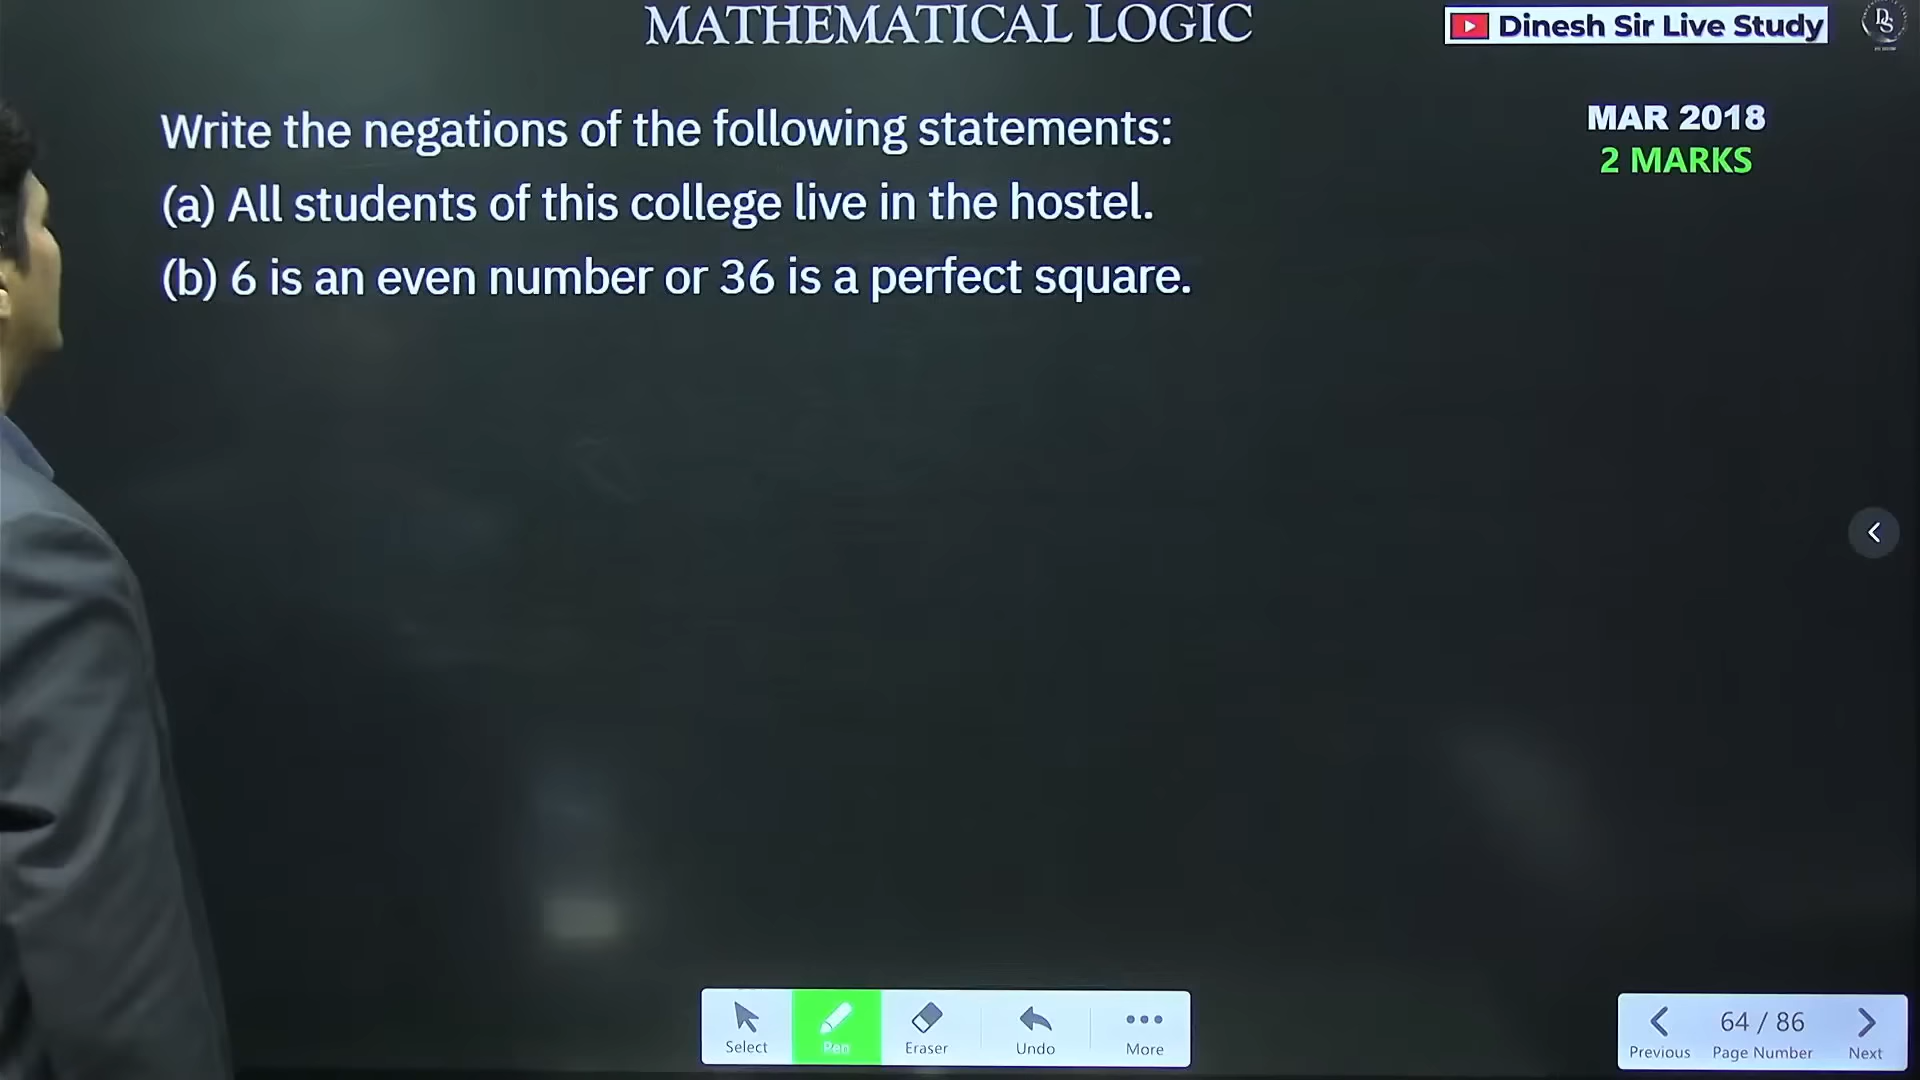 MATHEMATICAL LOGIC
Dinesh Sir Live Study
DS
MAR 2018
2 MARKS
Write the negations of the following statements:
(a) All students of this college live in the hostel.
(b) 6 is an even number or 36 is a perfect square.
Select
Pen
Eraser
Undo
More
64 / 86
Previous
Page Number
Next